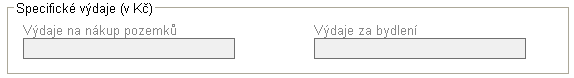 Specifické výdaje (v Kč)
Výdaje na nákup pozemků
Výdaje za bydlení